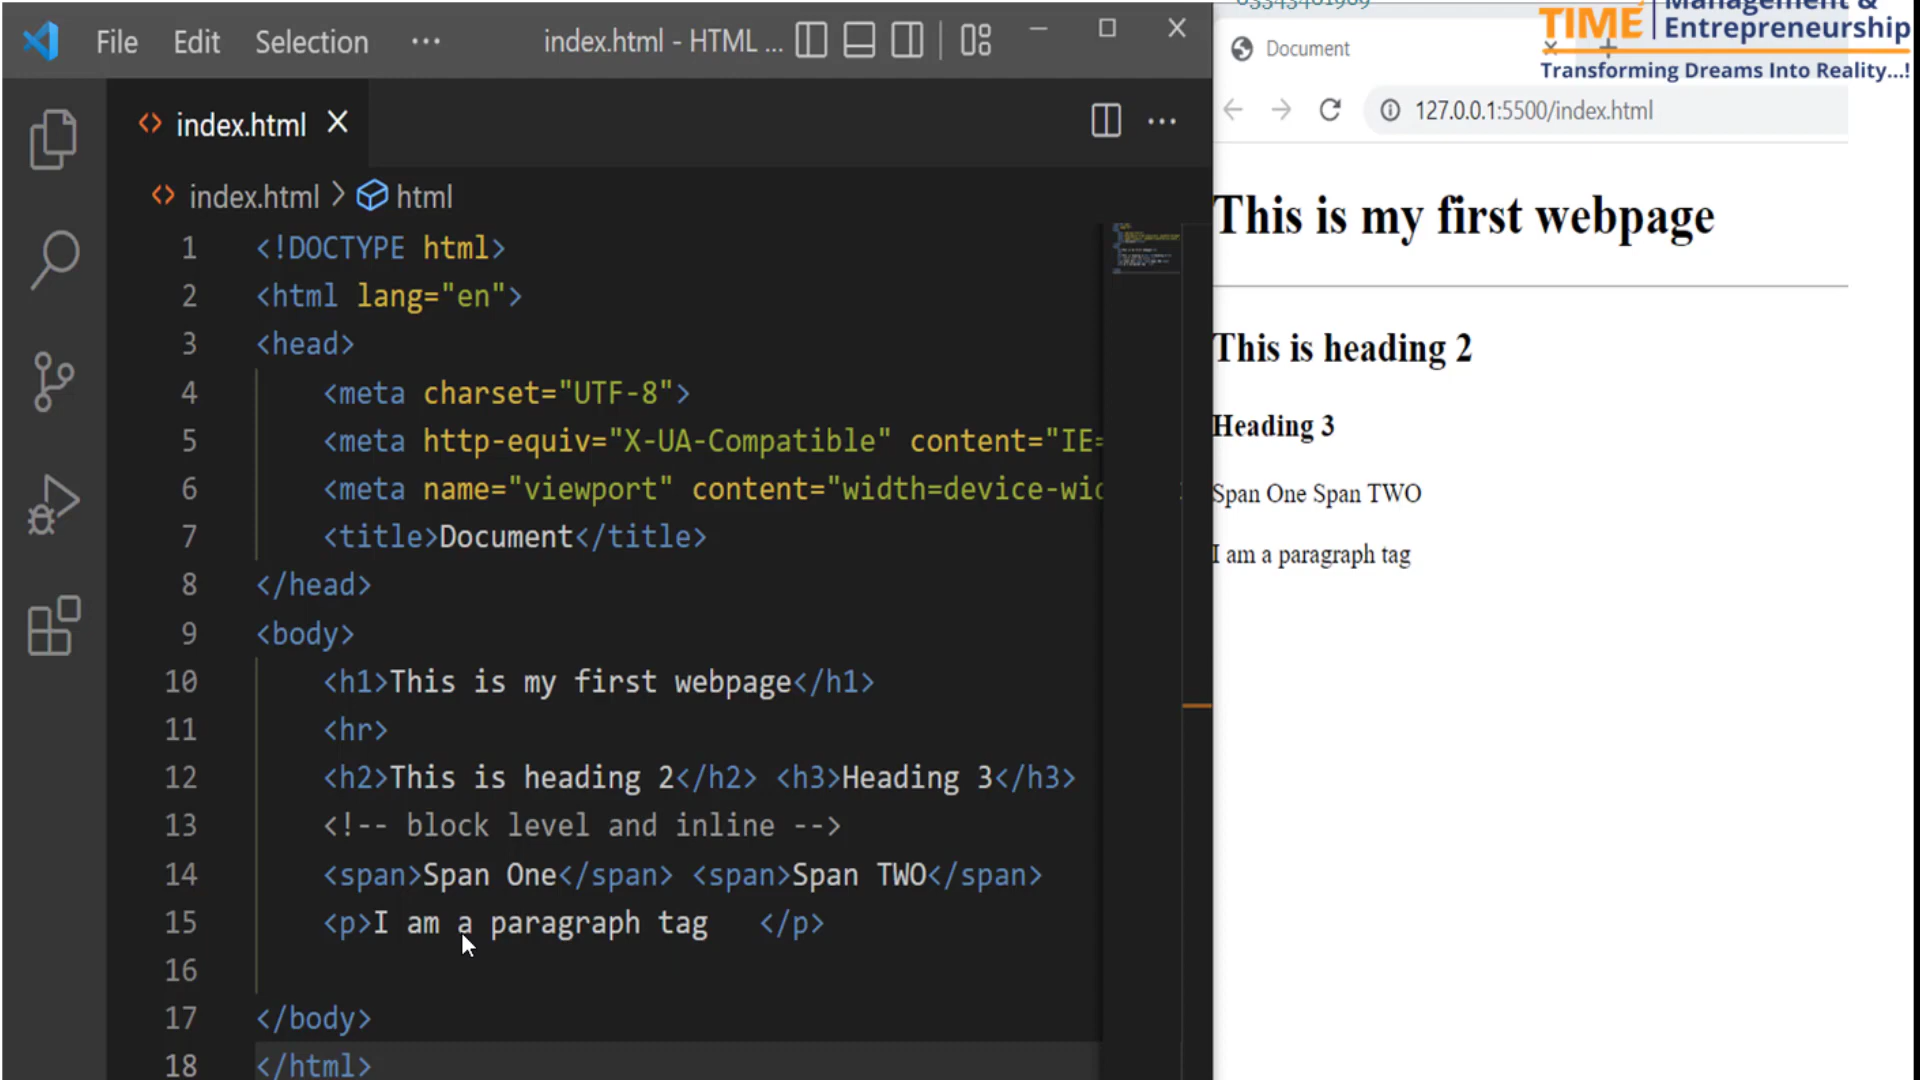 File Edit Selection ··· index.html - HTML ...
index.html
index.html > html
1 <!DOCTYPE html>
2 <html lang="en">
3 <head>
4 <meta charset="UTF-8">
5 <meta http-equiv="X-UA-Compatible" content="IE=
6 <meta name="viewport" content="width=device-wid
7 <title>Document</title>
8 </head>
9 <body>
10 <h1>This is my first webpage</h1>
11 <hr>
12 <h2>This is heading 2</h2> <h3>Heading 3</h3>
13 <!-- block level and inline -->
14 <span>Span One</span> <span>Span TWO</span>
15 <p>I am a paragraph tag   </p>
16
17 </body>
18 </html>
Document
TIME Management &
Entrepreneurship
Transforming Dreams Into Reality...!
127.0.0.1:5500/index.html
This is my first webpage
This is heading 2
Heading 3
Span One Span TWO
I am a paragraph tag